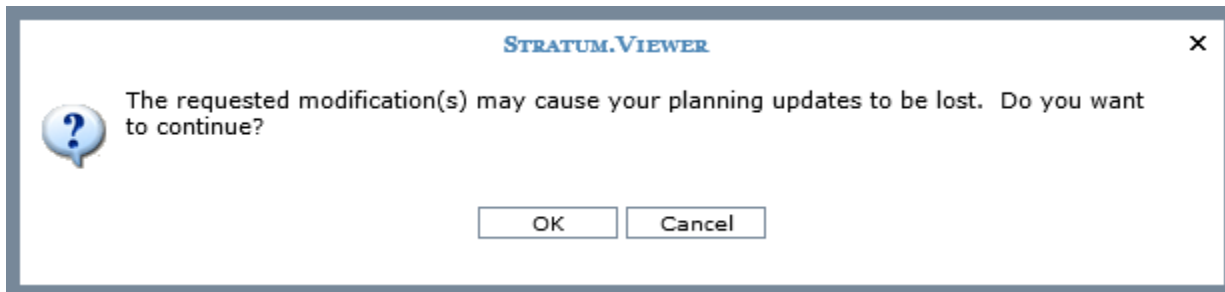 Stratum.Viewer
×
The requested modification(s) may cause your planning updates to be lost.  Do you want
to continue?
OK
Cancel